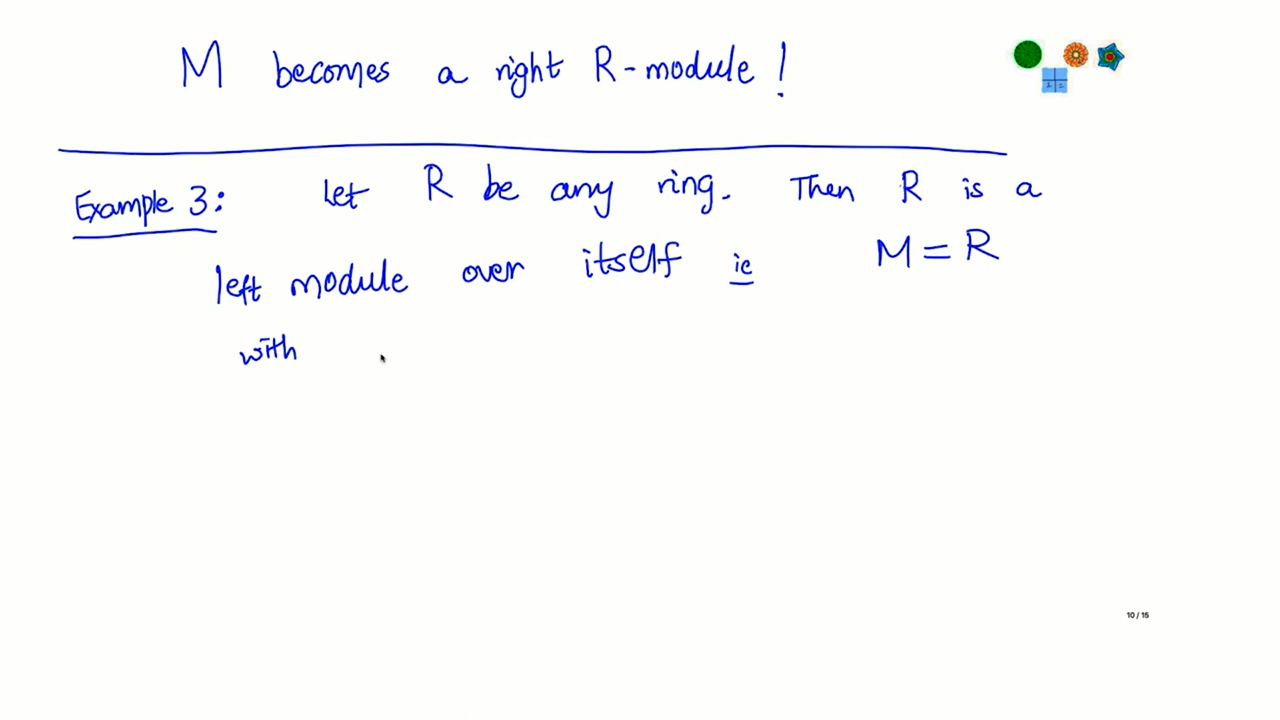 M becomes a right R-module!
Example 3: Let R be any ring. Then R is a
left module over itself ie M = R
with
10 / 15